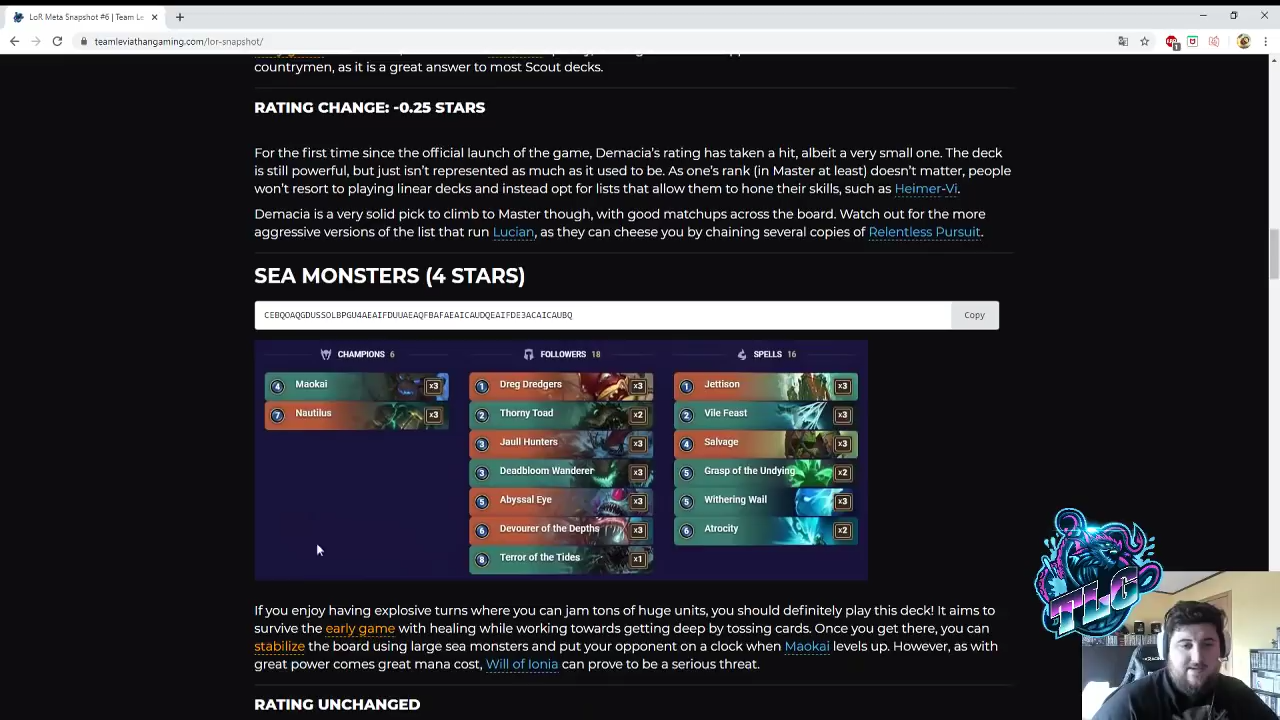 LoR Meta Snapshot #6 | Team Le
teamleviathangaming.com/lor-snapshot/
countrymen, as it is a great answer to most Scout decks.
RATING CHANGE: -0.25 STARS
For the first time since the official launch of the game, Demacia's rating has taken a hit, albeit a very small one. The deck
is still powerful, but just isn't represented as much as it used to be. As one's rank (in Master at least) doesn't matter, people
won't resort to playing linear decks and instead opt for lists that allow them to hone their skills, such as Heimer-Vi.
Demacia is a very solid pick to climb to Master though, with good matchups across the board. Watch out for the more
aggressive versions of the list that run Lucian, as they can cheese you by chaining several copies of Relentless Pursuit.
SEA MONSTERS (4 STARS)
CEBQOAQGDUSSOLBPGU4AEAIFDUUAEAQFBAFAEAICAUDQEAIFDE3ACAICAUBQ
Copy
CHAMPIONS 6
4 Maokai x3
7 Nautilus x3
FOLLOWERS 18
1 Dreg Dredgers x3
2 Thorny Toad x2
3 Jaull Hunters x3
3 Deadbloom Wanderer x3
5 Abyssal Eye x3
6 Devourer of the Depths x3
8 Terror of the Tides x1
SPELLS 16
1 Jettison x3
2 Vile Feast x3
4 Salvage x3
5 Grasp of the Undying x2
5 Withering Wail x3
6 Atrocity x2
If you enjoy having explosive turns where you can jam tons of huge units, you should definitely play this deck! It aims to
survive the early game with healing while working towards getting deep by tossing cards. Once you get there, you can
stabilize the board using large sea monsters and put your opponent on a clock when Maokai levels up. However, as with
great power comes great mana cost, Will of Ionia can prove to be a serious threat.
RATING UNCHANGED
TLG